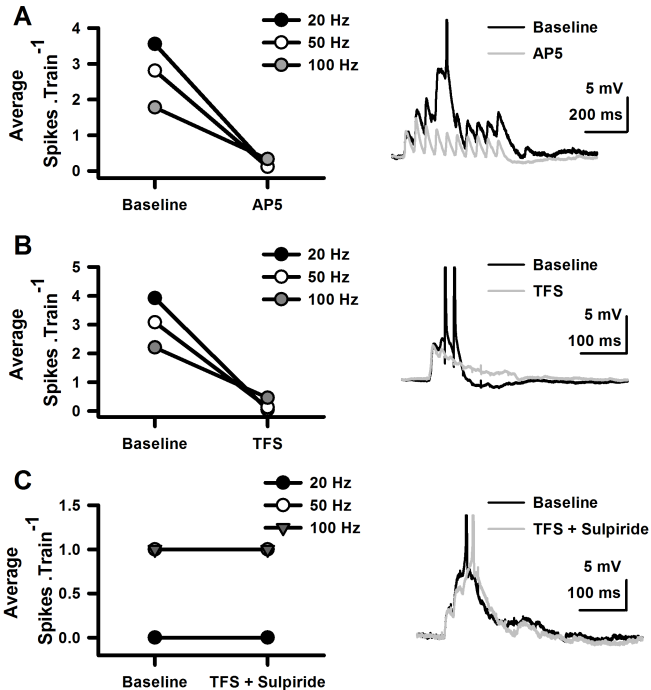 A
Average
Spikes .Train-1
4
3
2
1
0
Baseline
AP5
20 Hz
50 Hz
100 Hz
Baseline
AP5
5 mV
200 ms
B
Average
Spikes .Train-1
5
4
3
2
1
0
Baseline
TFS
20 Hz
50 Hz
100 Hz
Baseline
TFS
5 mV
100 ms
C
Average
Spikes .Train-1
1.5
1.0
0.5
0.0
Baseline
TFS + Sulpiride
20 Hz
50 Hz
100 Hz
Baseline
TFS + Sulpiride
5 mV
100 ms